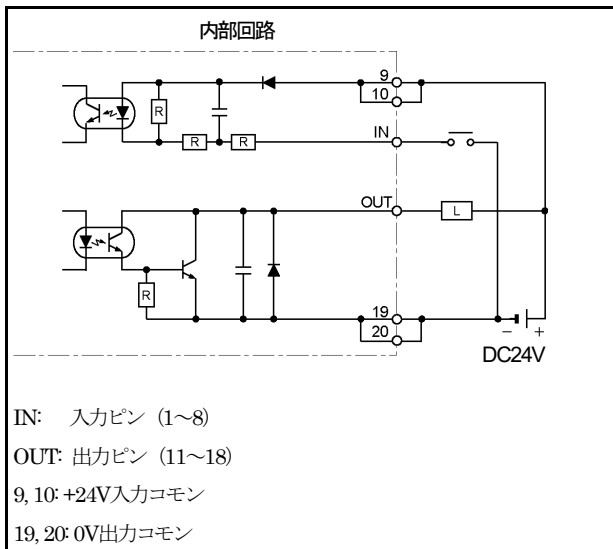 内部回路
9
10
R
IN
R
R
OUT
L
R
19
20
－ +
DC24V
IN: 入力ピン（1～8）
OUT: 出力ピン（11～18）
9, 10: +24V入力コモン
19, 20: 0V出力コモン